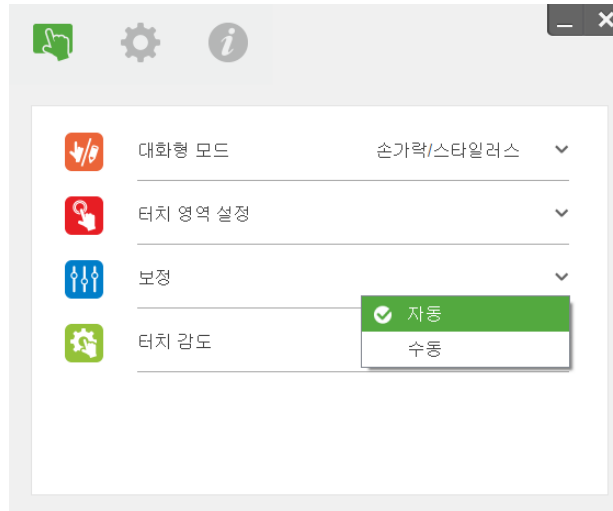 대화형 모드 손가락/스타일러스
터치 영역 설정
보정
자동
터치 감도
수동